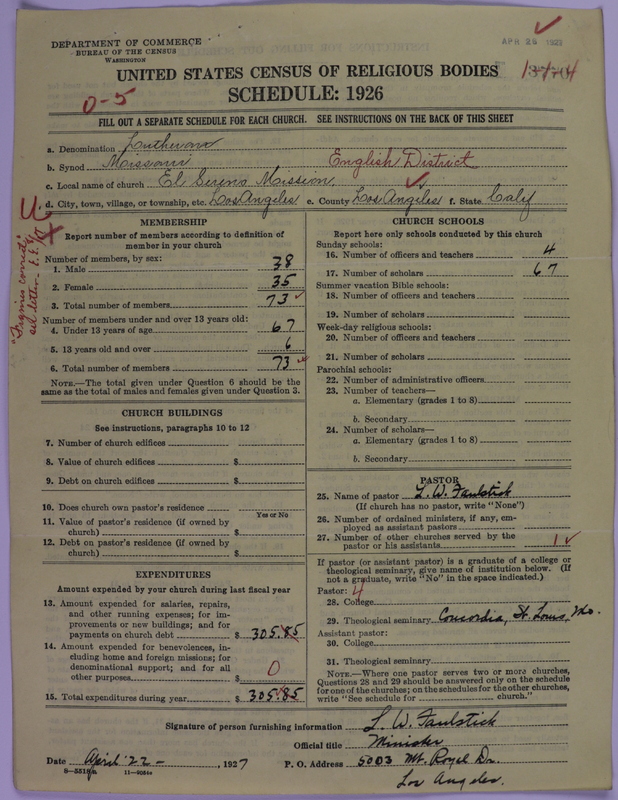 DEPARTMENT OF COMMERCE
BUREAU OF THE CENSUS
WASHINGTON
APR 26 1927
UNITED STATES CENSUS OF RELIGIOUS BODIES
SCHEDULE: 1926
0-5
FILL OUT A SEPARATE SCHEDULE FOR EACH CHURCH. SEE INSTRUCTIONS ON THE BACK OF THIS SHEET
a. Denomination Lutheran
b. Synod Missouri English District
c. Local name of church El Sereno Mission
d. City, town, village, or township, etc. Los Angeles e. County Los Angeles f. State Calif
"Figures correct"
see letter
MEMBERSHIP
Report number of members according to definition of
member in your church
Number of members, by sex:
1. Male 38
2. Female 35
3. Total number of members 73
Number of members under and over 13 years old:
4. Under 13 years of age 67
5. 13 years old and over 6
6. Total number of members 73
NOTE.—The total given under Question 6 should be the
same as the total of males and females given under Question 3.
CHURCH BUILDINGS
See instructions, paragraphs 10 to 12
7. Number of church edifices
8. Value of church edifices $
9. Debt on church edifices $
10. Does church own pastor's residence
Yes or No
11. Value of pastor's residence (if owned by
church) $
12. Debt on pastor's residence (if owned by
church) $
EXPENDITURES
Amount expended by your church during last fiscal year
13. Amount expended for salaries, repairs,
and other running expenses; for im-
provements or new buildings; and for
payments on church debt $ 305.85
14. Amount expended for benevolences, in-
cluding home and foreign missions; for
denominational support; and for all
other purposes $ 0
15. Total expenditures during year $ 305.85
CHURCH SCHOOLS
Report here only schools conducted by this church
Sunday schools:
16. Number of officers and teachers 4
17. Number of scholars 67
Summer vacation Bible schools:
18. Number of officers and teachers
19. Number of scholars
Week-day religious schools:
20. Number of officers and teachers
21. Number of scholars
Parochial schools:
22. Number of administrative officers
23. Number of teachers—
a. Elementary (grades 1 to 8)
b. Secondary
24. Number of scholars—
a. Elementary (grades 1 to 8)
b. Secondary
PASTOR
25. Name of pastor L. W. Faulstick
(If church has no pastor, write "None")
26. Number of ordained ministers, if any, em-
ployed as assistant pastors
27. Number of other churches served by the
pastor or his assistants 1
If pastor (or assistant pastor) is a graduate of a college or
theological seminary, give name of institution below. (If
not a graduate, write "No" in the space indicated.)
Pastor: 4
28. College
29. Theological seminary Concordia, St. Louis, Mo.
Assistant pastor:
30. College
31. Theological seminary
NOTE.—Where one pastor serves two or more churches,
Questions 28 and 29 should be answered only on the schedule
for one of the churches; on the schedules for the other churches,
write "See schedule for church."
Signature of person furnishing information L. W. Faulstick
Official title Minister
Date April 22 - , 1927 P. O. Address 5003 Mt. Royal Dr.
8-5518a 11-9084
Los Angeles.